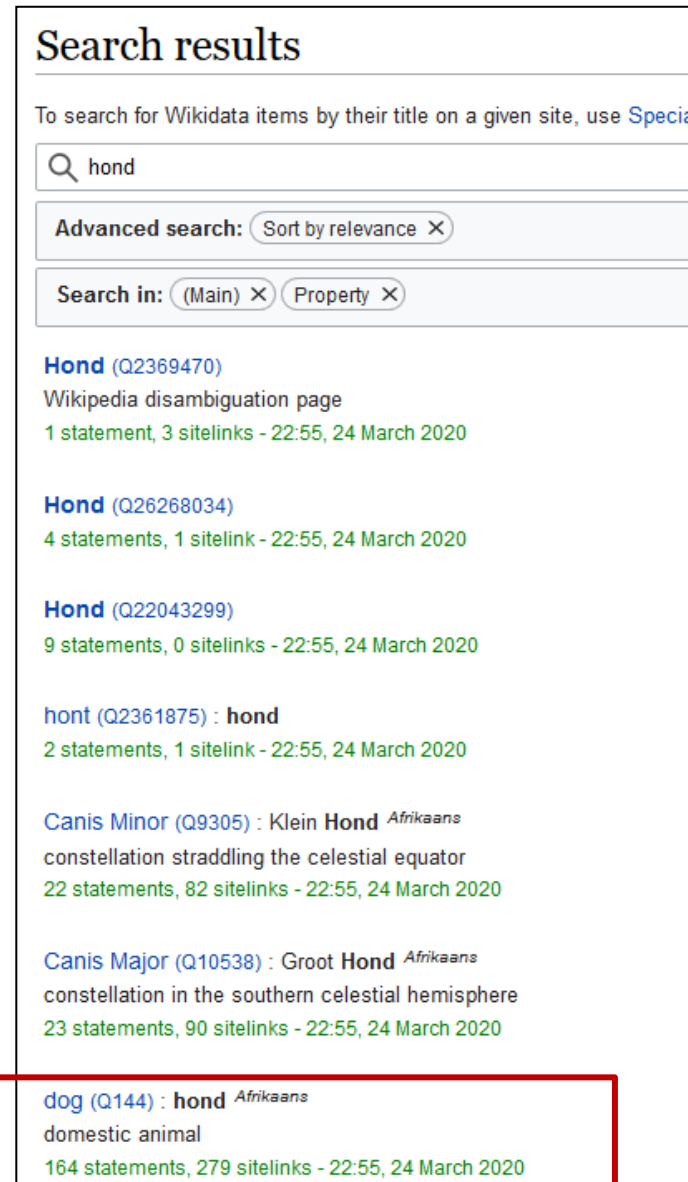 Search results
To search for Wikidata items by their title on a given site, use
hond
Advanced search: Sort by relevance ×
Search in: (Main) × Property ×
Hond (Q2369470)
Wikipedia disambiguation page
1 statement, 3 sitelinks - 22:55, 24 March 2020
Hond (Q26268034)
4 statements, 1 sitelink - 22:55, 24 March 2020
Hond (Q22043299)
9 statements, 0 sitelinks - 22:55, 24 March 2020
hont (Q2361875) : hond
2 statements, 1 sitelink - 22:55, 24 March 2020
Canis Minor (Q9305) : Klein Hond Afrikaans
constellation straddling the celestial equator
22 statements, 82 sitelinks - 22:55, 24 March 2020
Canis Major (Q10538) : Groot Hond Afrikaans
constellation in the southern celestial hemisphere
23 statements, 90 sitelinks - 22:55, 24 March 2020
dog (Q144) : hond Afrikaans
domestic animal
164 statements, 279 sitelinks - 22:55, 24 March 2020